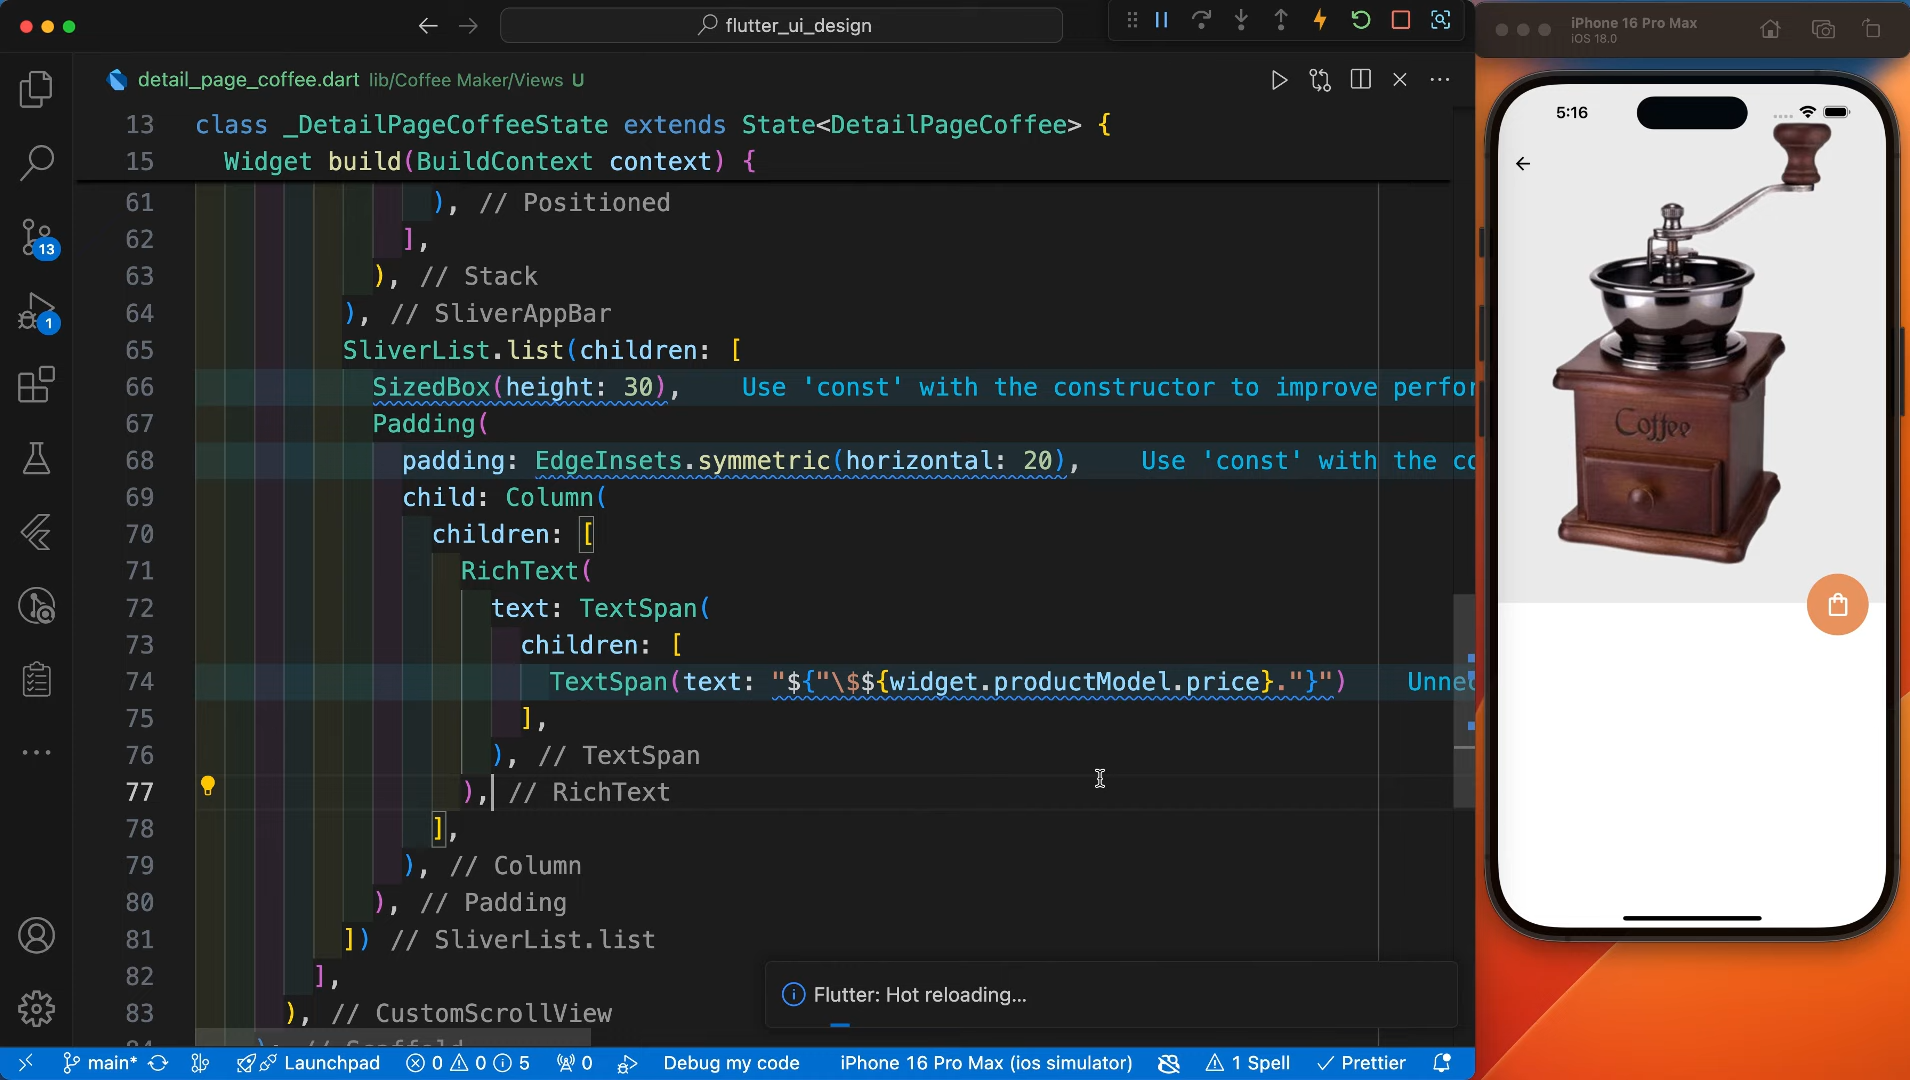 flutter_ui_design
detail_page_coffee.dart lib/Coffee Maker/Views U
13 class _DetailPageCoffeeState extends State<DetailPageCoffee> {
15 Widget build(BuildContext context) {
61 ), // Positioned
62 ],
63 ), // Stack
64 ), // SliverAppBar
65 SliverList.list(children: [
66 SizedBox(height: 30), Use 'const' with the constructor to improve perfor
67 Padding(
68 padding: EdgeInsets.symmetric(horizontal: 20), Use 'const' with the co
69 child: Column(
70 children: [
71 RichText(
72 text: TextSpan(
73 children: [
74 TextSpan(text: "${"\$${widget.productModel.price}."}") Unne
75 ],
76 ), // TextSpan
77 ), // RichText
78 ],
79 ), // Column
80 ), // Padding
81 ]) // SliverList.list
82 ],
83 ), // CustomScrollView
13
1
Flutter: Hot reloading...
main* Launchpad 0 0 5 0 Debug my code iPhone 16 Pro Max (ios simulator) 1 Spell Prettier
iPhone 16 Pro Max
iOS 18.0
5:16
Coffee